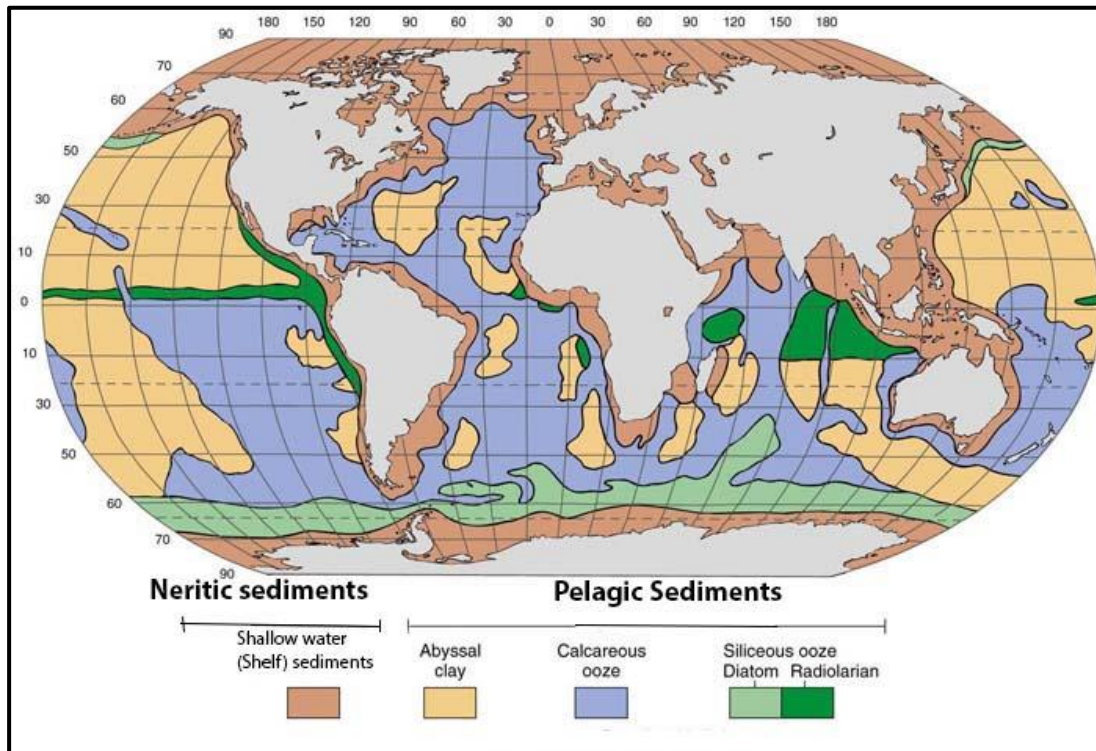 180 150 120 90 60 30 0 30 60 90 120 150 180
90
70
60
50
30
10
0
10
30
50
60
70
90
Neritic sediments Pelagic Sediments
Shallow water
(Shelf) sediments
Abyssal
clay
Calcareous
ooze
Siliceous ooze
Diatom Radiolarian